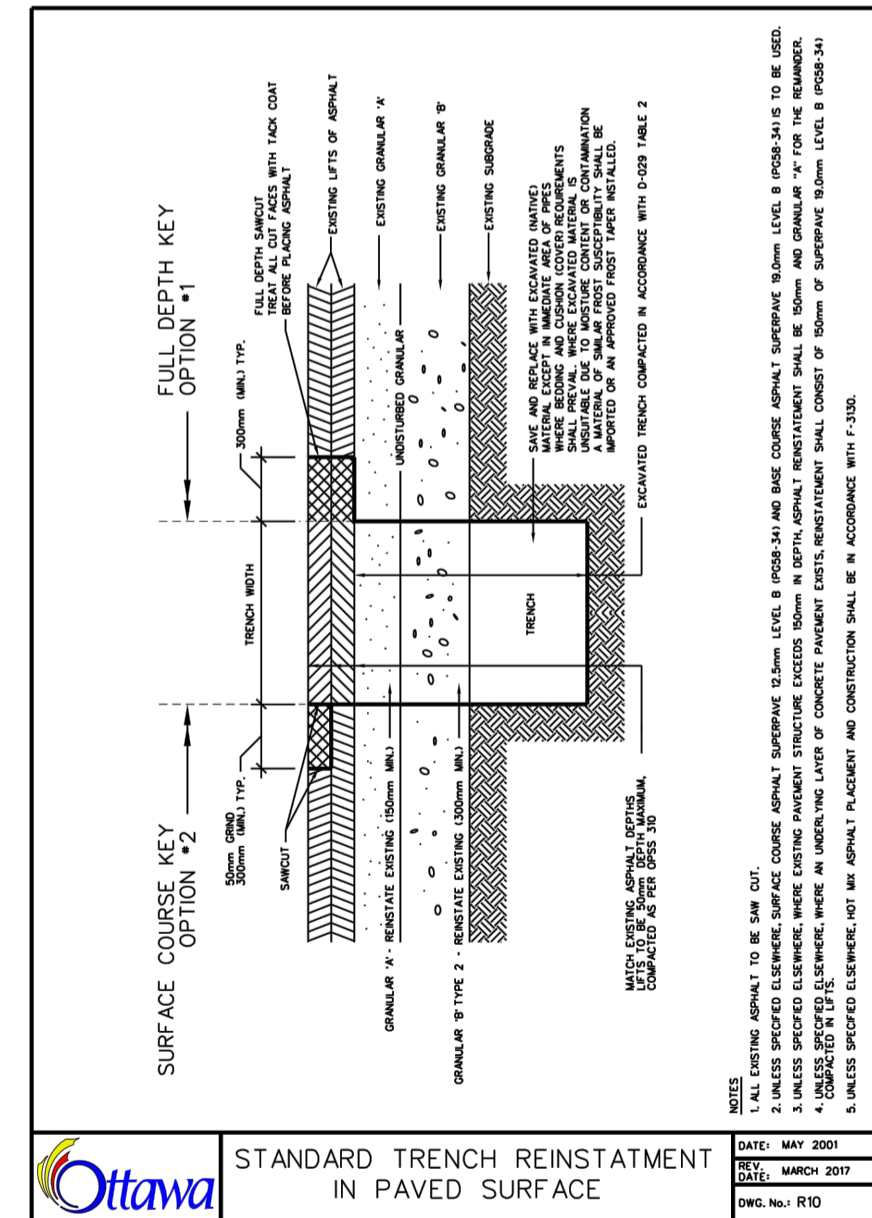 SURFACE COURSE KEY
OPTION #2
FULL DEPTH KEY
OPTION #1
50mm GRIND
300mm (MIN.) TYP.
TRENCH WIDTH
300mm (MIN.) TYP.
SAWCUT
FULL DEPTH SAWCUT
TREAT ALL CUT FACES WITH TACK COAT
BEFORE PLACING ASPHALT
EXISTING LIFTS OF ASPHALT
GRANULAR 'A' - REINSTATE EXISTING (150mm MIN.)
UNDISTURBED GRANULAR
EXISTING GRANULAR 'A'
GRANULAR 'B' TYPE 2 - REINSTATE EXISTING (300mm MIN.)
EXISTING GRANULAR 'B'
EXISTING SUBGRADE
TRENCH
SAVE AND REPLACE WITH EXCAVATED (NATIVE)
MATERIAL EXCEPT IN IMMEDIATE AREA OF PIPES
WHERE BEDDING AND CUSHION (COVER) REQUIREMENTS
SHALL PREVAIL. WHERE EXCAVATED MATERIAL IS
UNSUITABLE DUE TO MOISTURE CONTENT OR CONTAMINATION
A MATERIAL OF SIMILAR FROST SUSCEPTIBILITY SHALL BE
IMPORTED OR AN APPROVED FROST TAPER INSTALLED.
MATCH EXISTING ASPHALT DEPTHS
LIFTS TO BE 50mm DEPTH MAXIMUM,
COMPACTED AS PER OPSS 310
EXCAVATED TRENCH COMPACTED IN ACCORDANCE WITH D-029 TABLE 2
NOTES
1. ALL EXISTING ASPHALT TO BE SAW CUT.
2. UNLESS SPECIFIED ELSEWHERE, SURFACE COURSE ASPHALT SUPERPAVE 12.5mm LEVEL B (PG58-34) AND BASE COURSE ASPHALT SUPERPAVE 19.0mm LEVEL B (PG58-34) IS TO BE USED.
3. UNLESS SPECIFIED ELSEWHERE, WHERE EXISTING PAVEMENT STRUCTURE EXCEEDS 150mm IN DEPTH, ASPHALT REINSTATEMENT SHALL BE 150mm AND GRANULAR "A" FOR THE REMAINDER.
4. UNLESS SPECIFIED ELSEWHERE, WHERE AN UNDERLYING LAYER OF CONCRETE PAVEMENT EXISTS, REINSTATEMENT SHALL CONSIST OF 150mm OF SUPERPAVE 19.0mm LEVEL B (PG58-34)
COMPACTED IN LIFTS.
5. UNLESS SPECIFIED ELSEWHERE, HOT MIX ASPHALT PLACEMENT AND CONSTRUCTION SHALL BE IN ACCORDANCE WITH F-3130.
Ottawa
STANDARD TRENCH REINSTATMENT
IN PAVED SURFACE
DATE: MAY 2001
REV. DATE: MARCH 2017
DWG. No.: R10